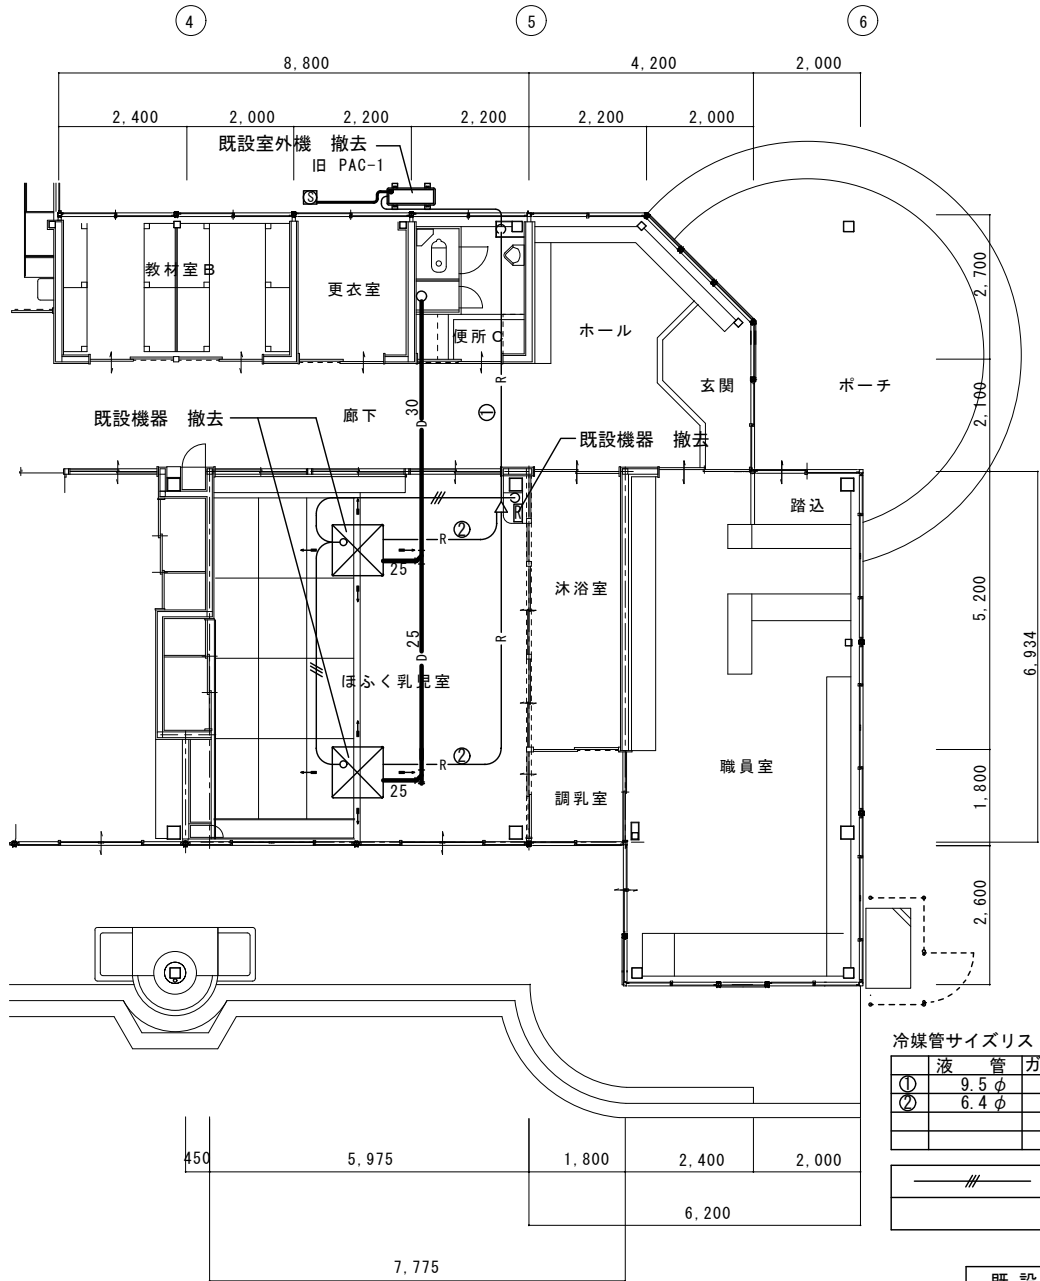 4
5
6
8,800
4,200
2,000
2,400
2,000
2,200
2,200
2,200
2,000
既設室外機 撤去
旧 PAC-1
S
教材室B
更衣室
便所C
ホール
玄関
ポーチ
2,700
2,100
既設機器 撤去
廊下
30
D
R
①
既設機器 撤去
R
踏込
②
R
25
沐浴室
5,200
6,934
25
D
R
ほふく乳児室
②
R
25
調乳室
職員室
1,800
2,600
冷媒管サイズリス
液 管
① 9.5φ
② 6.4φ
450
5,975
1,800
2,400
2,000
6,200
7,775